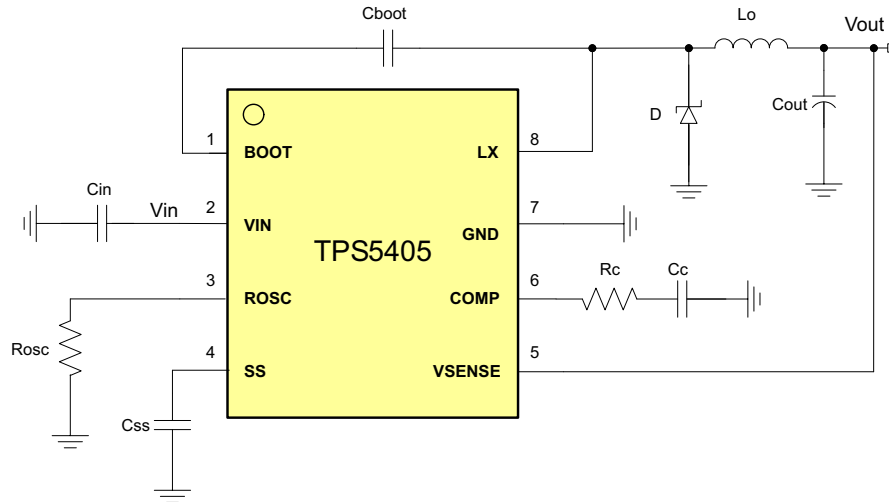 Cboot
Lo
Vout
D
Cout
1
BOOT
LX
8
Cin
Vin
2
VIN
GND
7
TPS5405
3
ROSC
COMP
6
Rc
Cc
Rosc
4
SS
VSENSE
5
Css